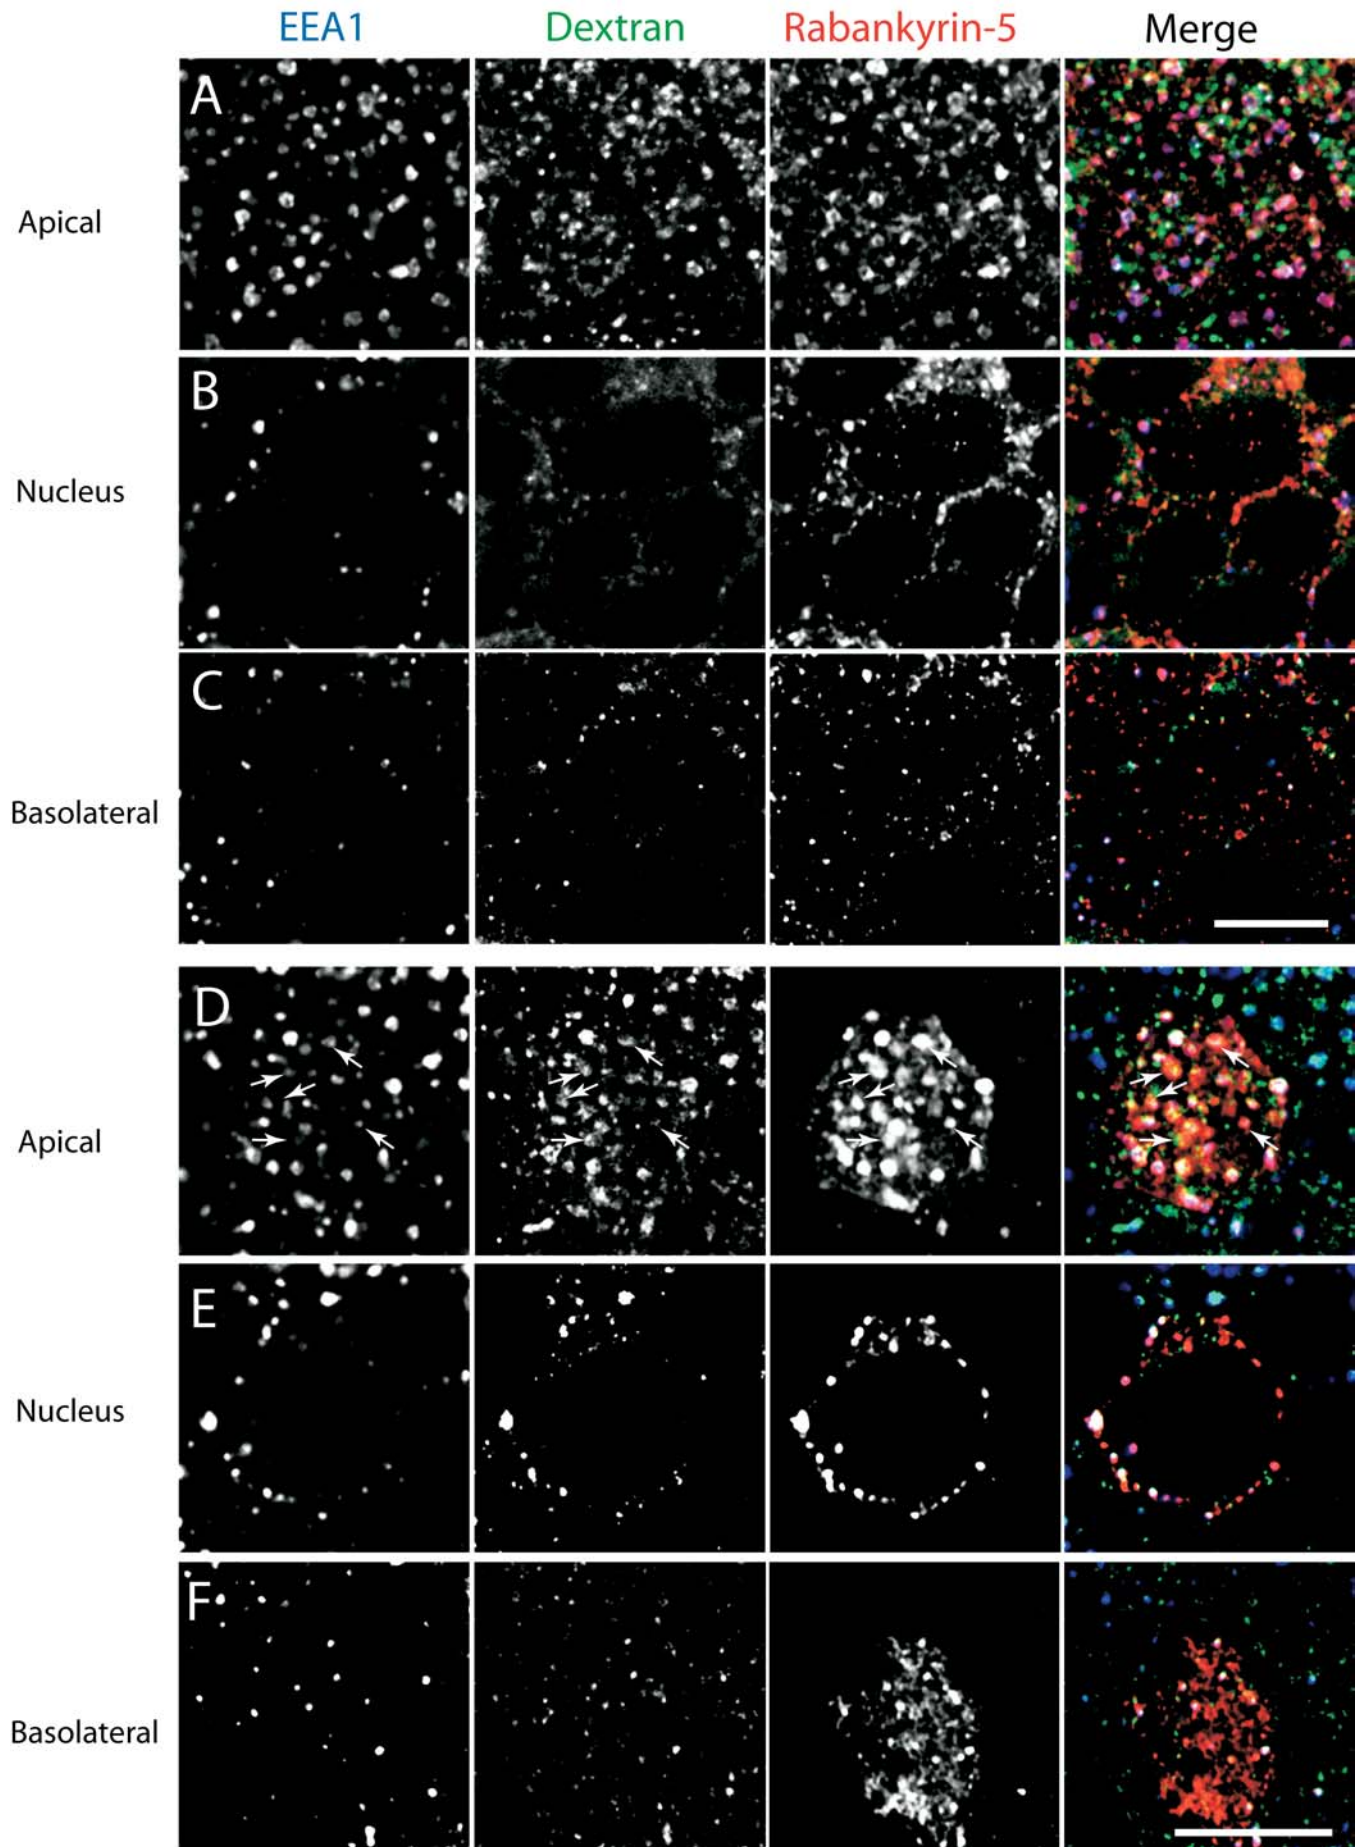 EEA1 Dextran Rabankyrin-5 Merge
A
Apical
B
Nucleus
C
Basolateral
D
Apical
E
Nucleus
F
Basolateral